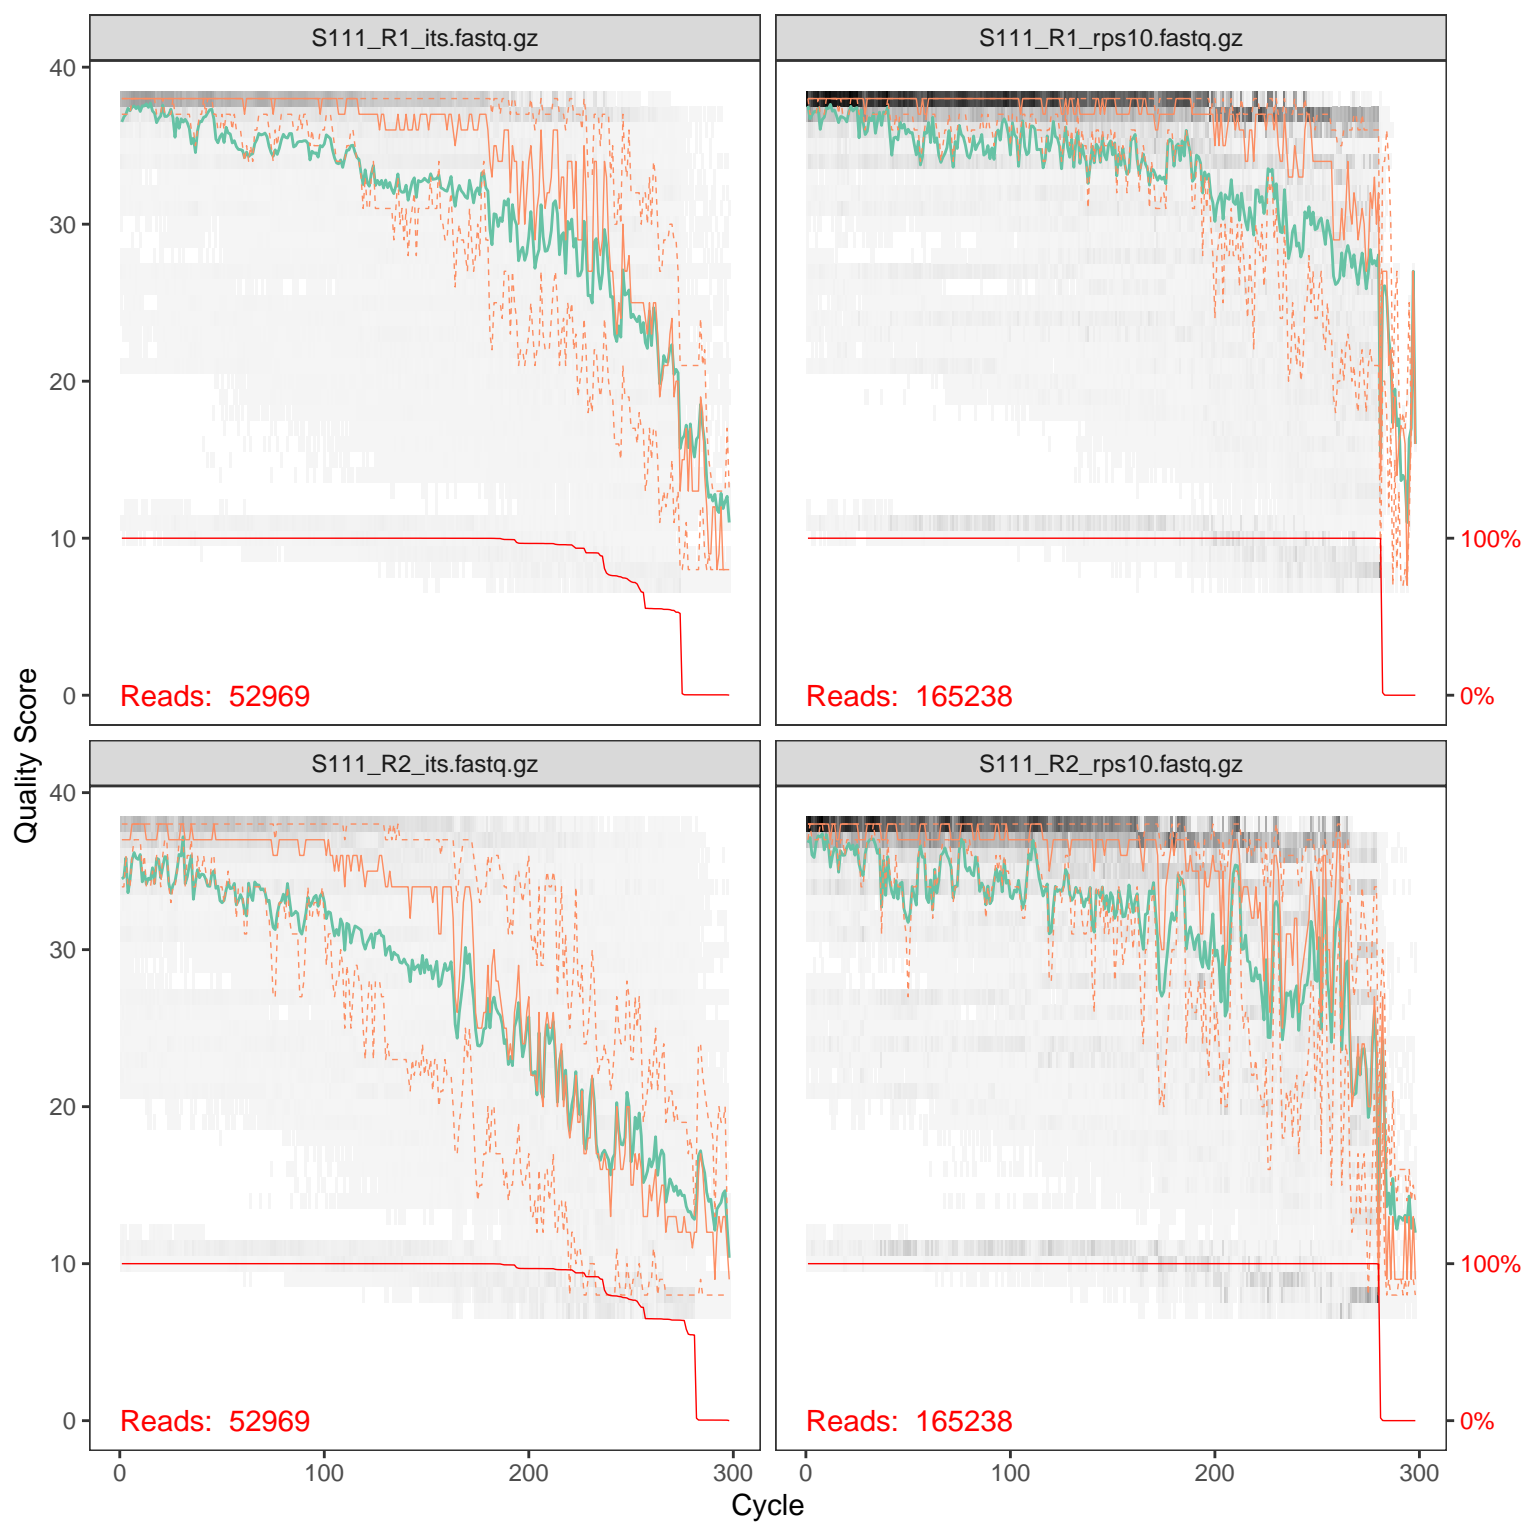 S111_R1_its.fastq.gz
S111_R1_rps10.fastq.gz
40
30
20
10
0
Reads: 52969
Reads: 165238
100%
0%
Quality Score
S111_R2_its.fastq.gz
S111_R2_rps10.fastq.gz
40
30
20
10
0
Reads: 52969
Reads: 165238
100%
0%
0 100 200 300
0 100 200 300
Cycle